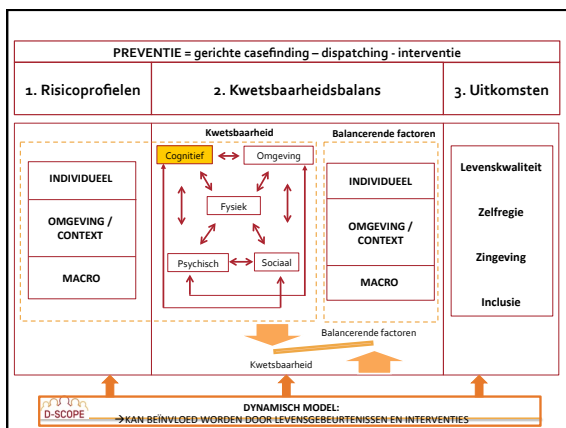 PREVENTIE = gerichte casefinding – dispatching - interventie
1. Risicoprofielen
2. Kwetsbaarheidsbalans
3. Uitkomsten
INDIVIDUEEL
OMGEVING /
CONTEXT
MACRO
Kwetsbaarheid
Cognitief
Omgeving
Fysiek
Psychisch
Sociaal
Balancerende factoren
INDIVIDUEEL
OMGEVING /
CONTEXT
MACRO
Balancerende factoren
Kwetsbaarheid
Levenskwaliteit
Zelfregie
Zingeving
Inclusie
D-SCOPE
DYNAMISCH MODEL:
→KAN BEÏNVLOED WORDEN DOOR LEVENSGEBEURTENISSEN EN INTERVENTIES